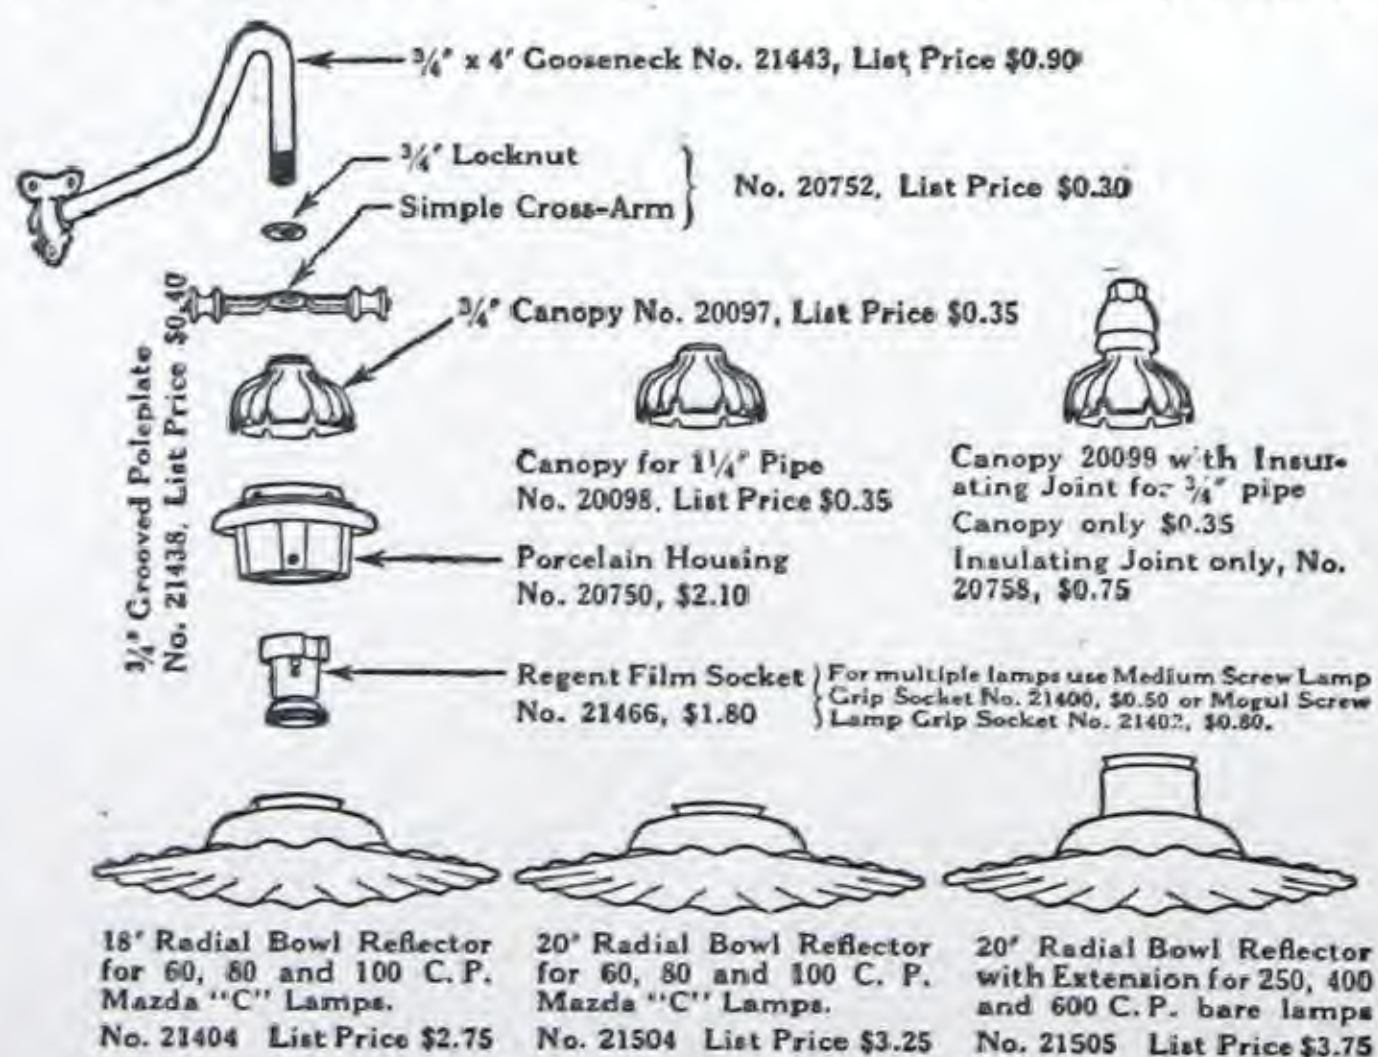 ¾" x 4' Gooseneck No. 21443, List Price $0.90
¾" Locknut
Simple Cross-Arm
No. 20752, List Price $0.30
¾" Grooved Poleplate
No. 21438, List Price $0.40
¾" Canopy No. 20097, List Price $0.35
Canopy for 1¼" Pipe
No. 20098, List Price $0.35
Canopy 20099 with Insul-
ating Joint for ¾" pipe
Canopy only $0.35
Insulating Joint only, No.
20758, $0.75
Porcelain Housing
No. 20750, $2.10
Regent Film Socket
No. 21466, $1.80
For multiple lamps use Medium Screw Lamp
Grip Socket No. 21400, $0.50 or Mogul Screw
Lamp Grip Socket No. 21402, $0.80.
18" Radial Bowl Reflector
for 60, 80 and 100 C. P.
Mazda "C" Lamps.
No. 21404 List Price $2.75
20" Radial Bowl Reflector
for 60, 80 and 100 C. P.
Mazda "C" Lamps.
No. 21504 List Price $3.25
20" Radial Bowl Reflector
with Extension for 250, 400
and 600 C. P. bare lamps
No. 21505 List Price $3.75